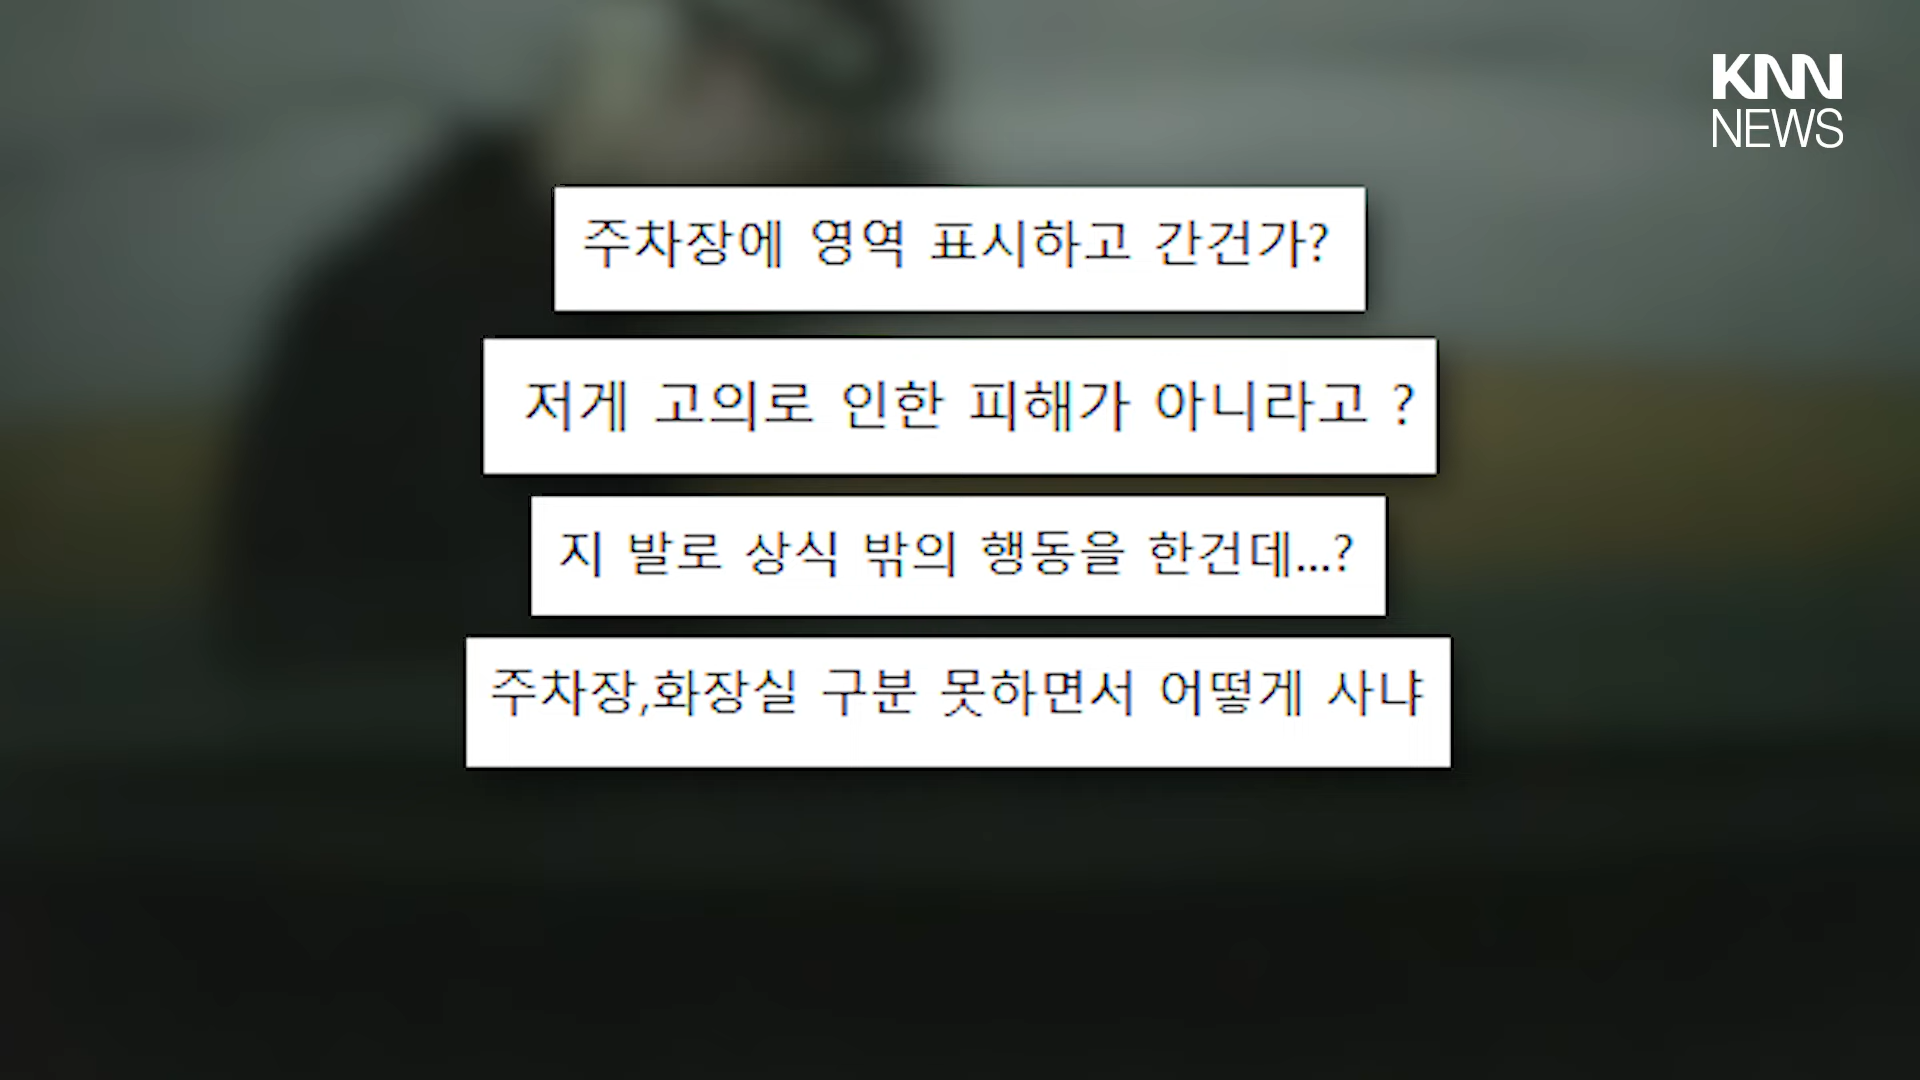 KNN
NEWS
주차장에 영역 표시하고 간건가?
저게 고의로 인한 피해가 아니라고 ?
지 발로 상식 밖의 행동을 한건데...?
주차장,화장실 구분 못하면서 어떻게 사냐